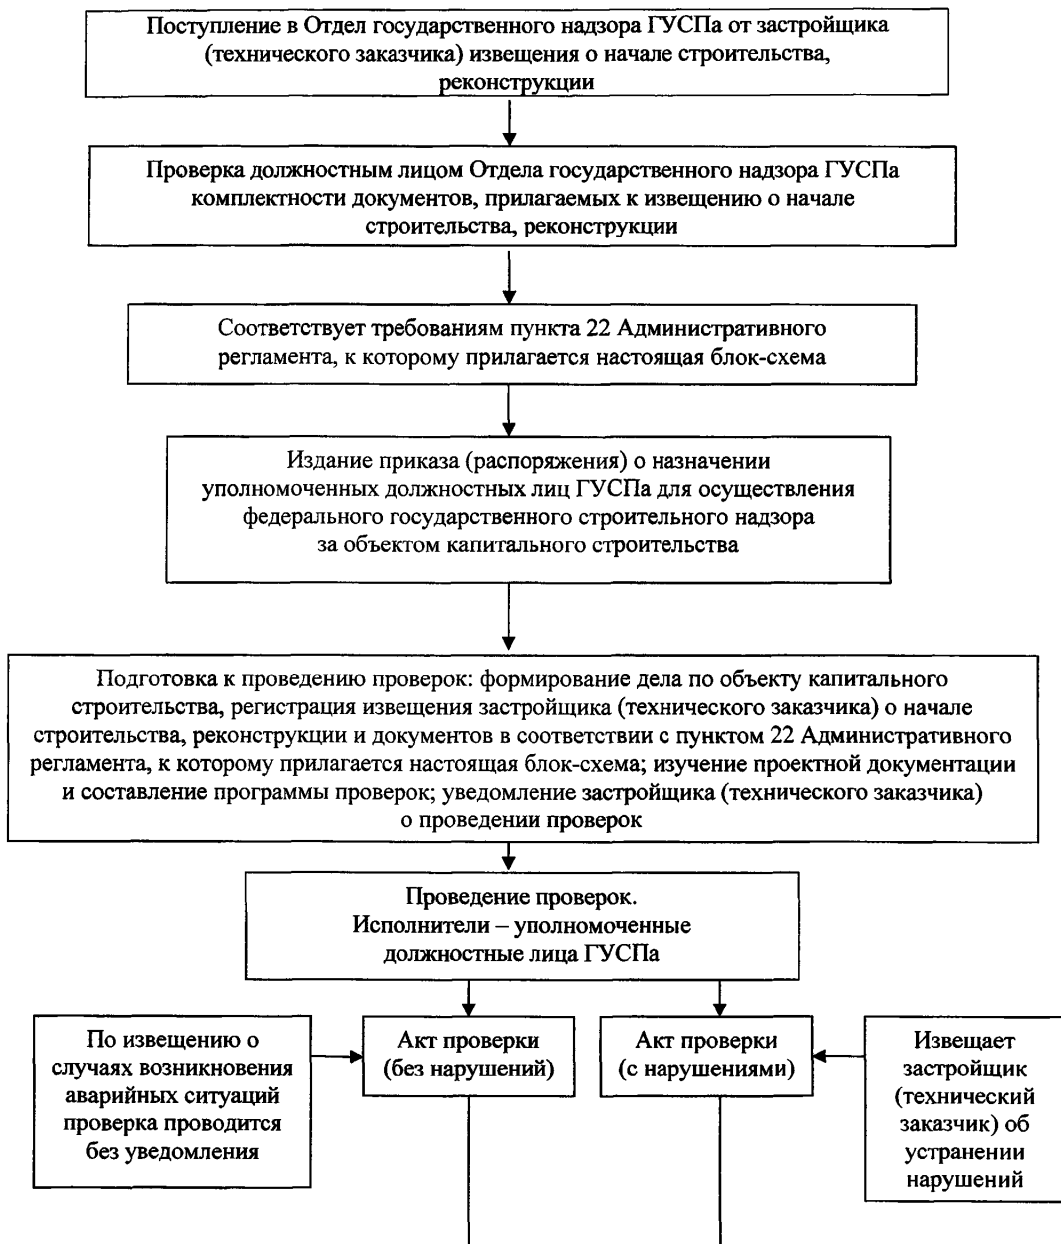 Поступление в Отдел государственного надзора ГУСПа от застройщика
(технического заказчика) извещения о начале строительства,
реконструкции
Проверка должностным лицом Отдела государственного надзора ГУСПа
комплектности документов, прилагаемых к извещению о начале
строительства, реконструкции
Соответствует требованиям пункта 22 Административного
регламента, к которому прилагается настоящая блок-схема
Издание приказа (распоряжения) о назначении
уполномоченных должностных лиц ГУСПа для осуществления
федерального государственного строительного надзора
за объектом капитального строительства
Подготовка к проведению проверок: формирование дела по объекту капитального
строительства, регистрация извещения застройщика (технического заказчика) о начале
строительства, реконструкции и документов в соответствии с пунктом 22 Административного
регламента, к которому прилагается настоящая блок-схема; изучение проектной документации
и составление программы проверок; уведомление застройщика (технического заказчика)
о проведении проверок
Проведение проверок.
Исполнители – уполномоченные
должностные лица ГУСПа
По извещению о
случаях возникновения
аварийных ситуаций
проверка проводится
без уведомления
Акт проверки
(без нарушений)
Акт проверки
(с нарушениями)
Извещает
застройщик
(технический
заказчик) об
устранении
нарушений